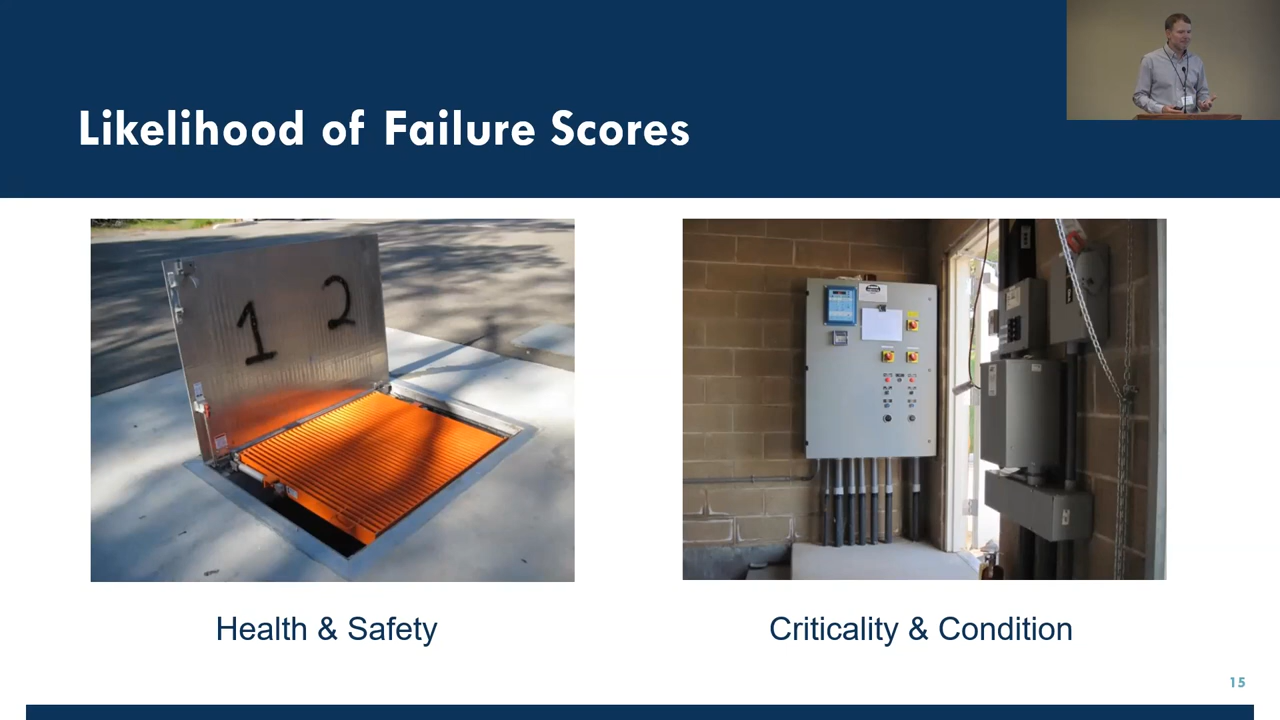 Likelihood of Failure Scores
1 2
Health & Safety
Criticality & Condition
15